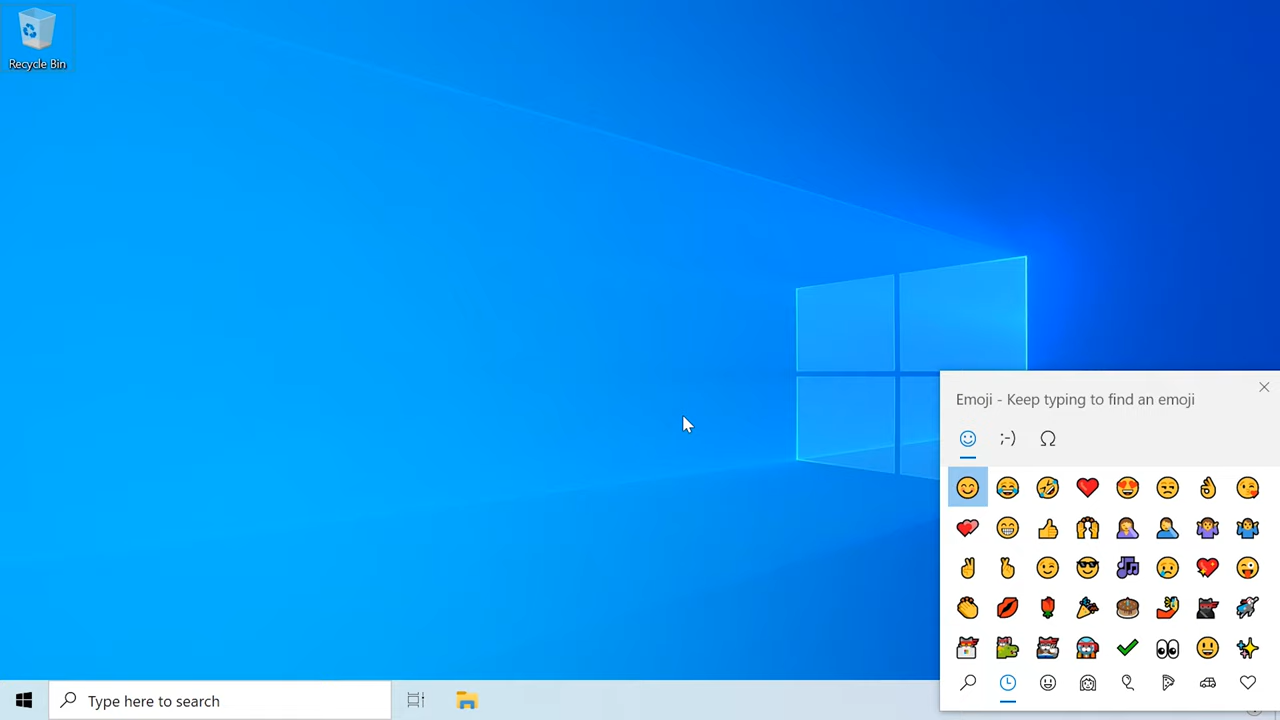 Recycle Bin
Emoji - Keep typing to find an emoji
;-)
Ω
Type here to search